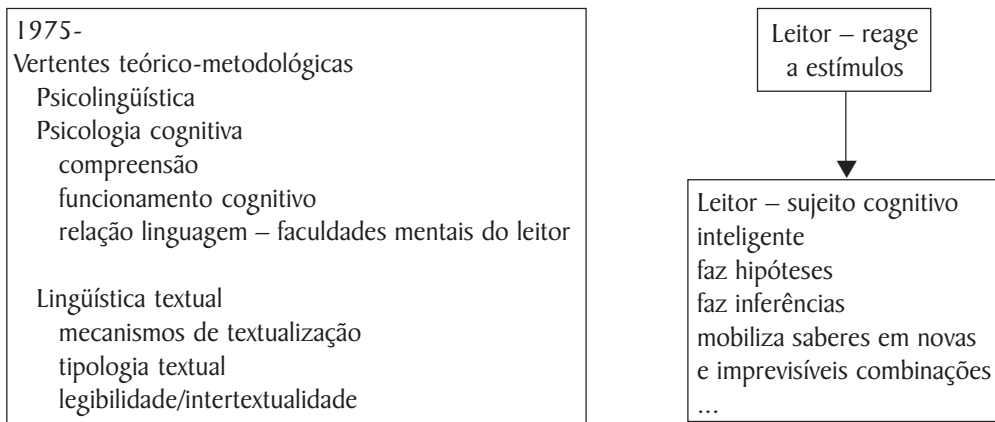 1975-
Vertentes teórico-metodológicas
Psicolingüística
Psicologia cognitiva
compreensão
funcionamento cognitivo
relação linguagem – faculdades mentais do leitor
Lingüística textual
mecanismos de textualização
tipologia textual
legibilidade/intertextualidade
Leitor – reage
a estímulos
Leitor – sujeito cognitivo
inteligente
faz hipóteses
faz inferências
mobiliza saberes em novas
e imprevisíveis combinações
...